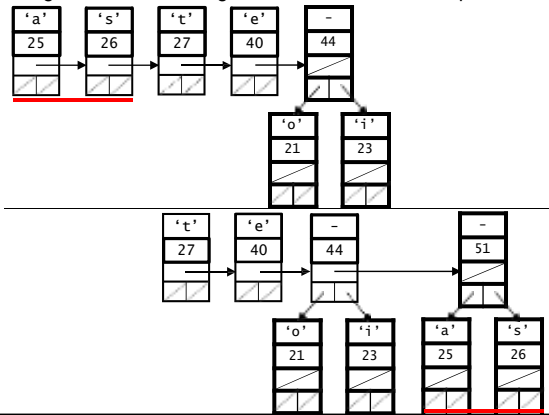 ‘a’ ‘s’ ‘t’ ‘e’ -
25 26 27 40 44
‘o’ ‘i’
21 23
‘t’ ‘e’ - -
27 40 44 51
‘o’ ‘i’ ‘a’ ‘s’
21 23 25 26